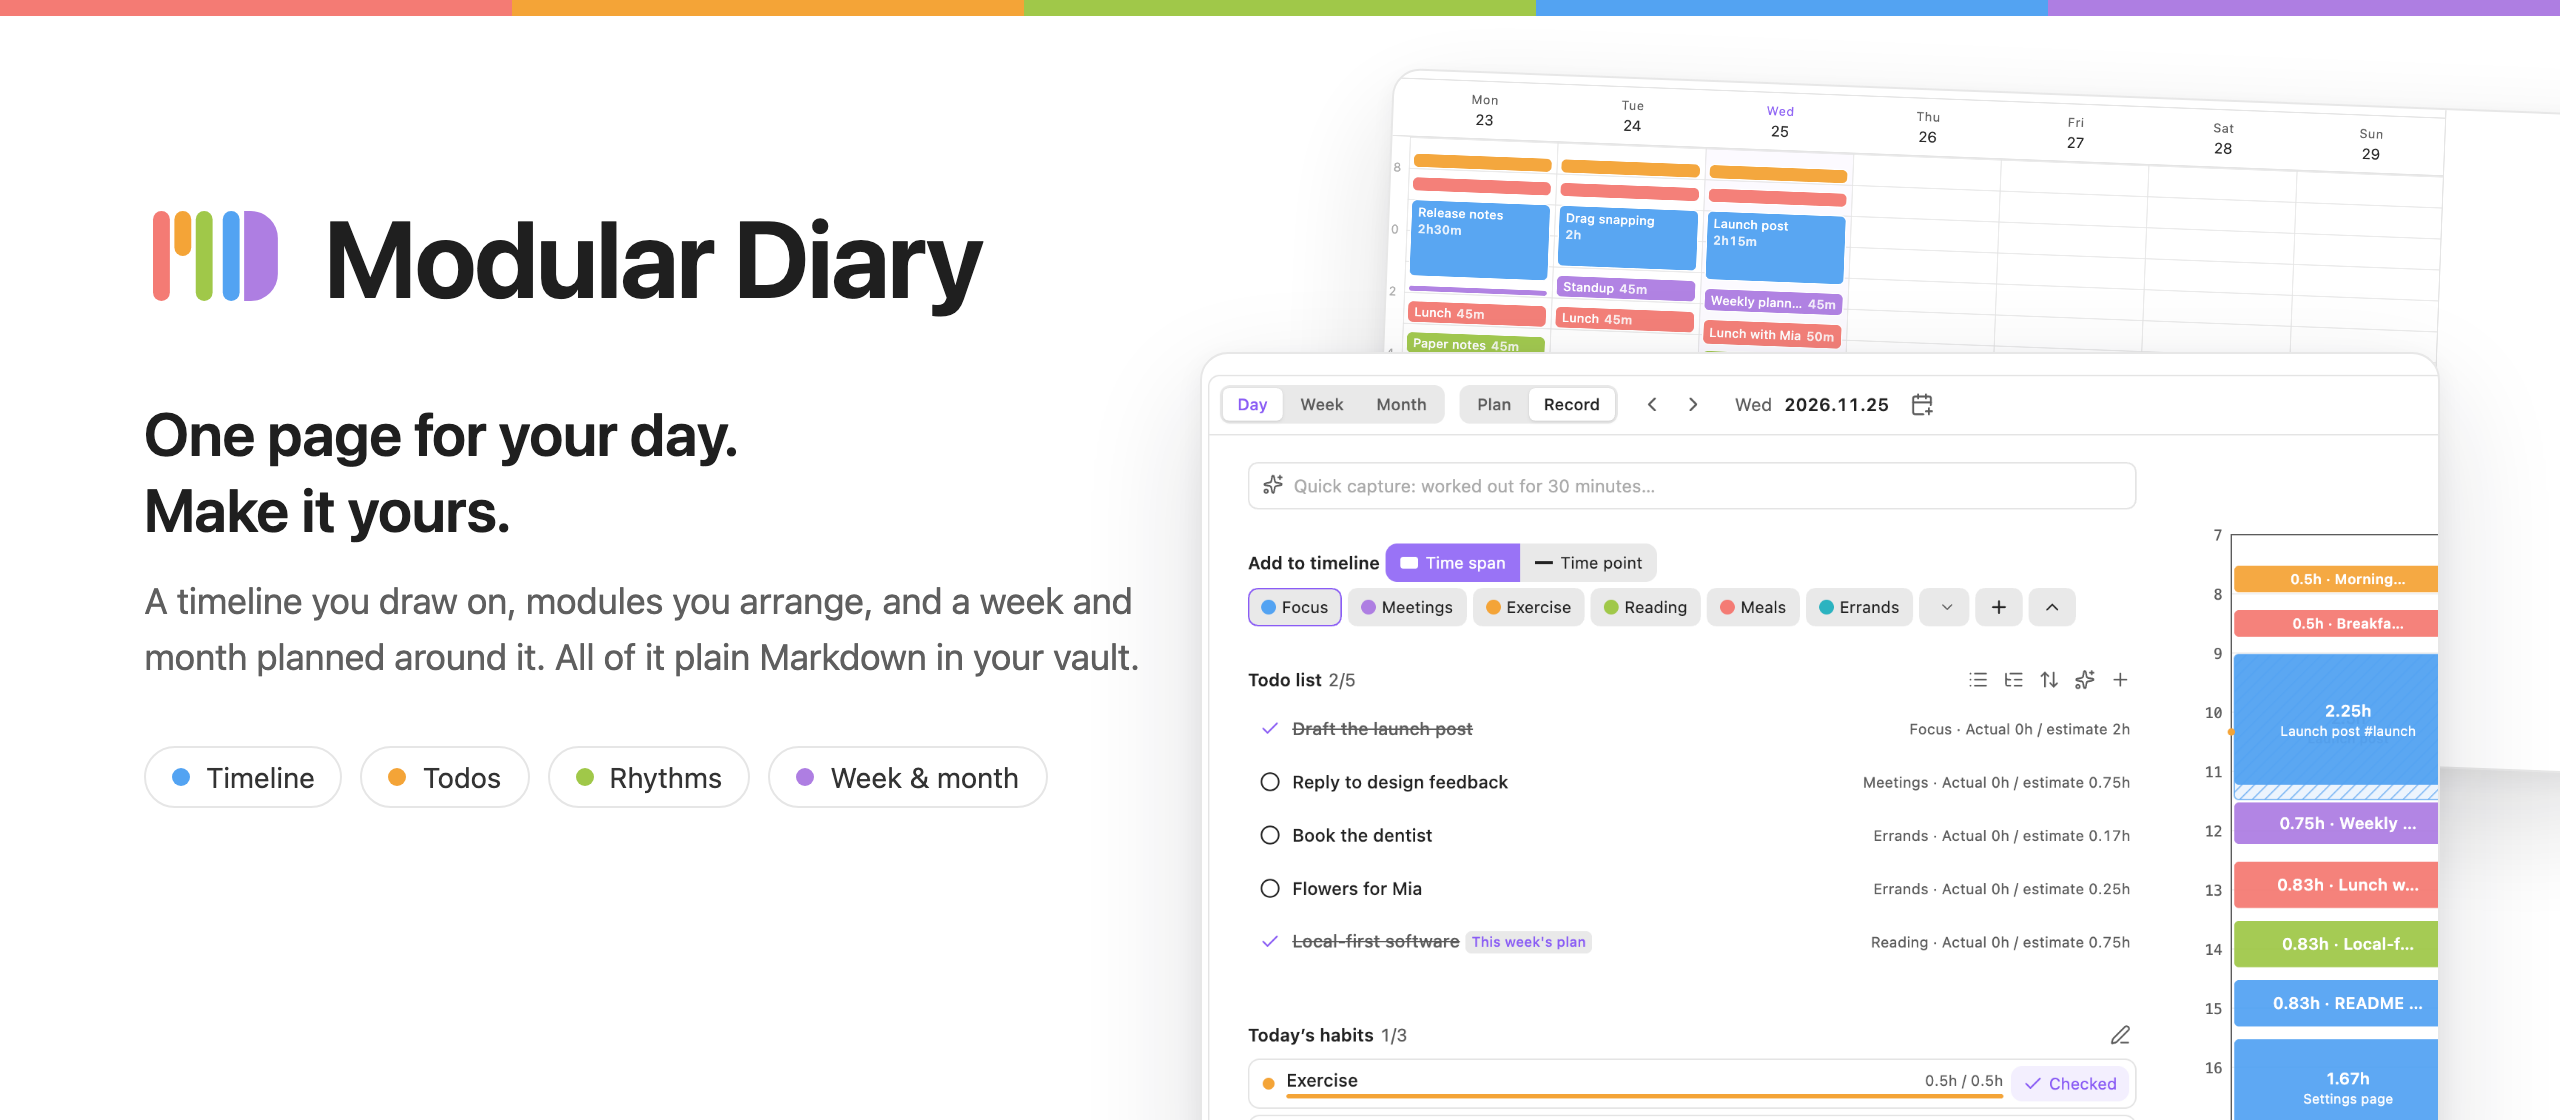 Modular Diary
One page for your day.
Make it yours.
A timeline you draw on, modules you arrange, and a week and
month planned around it. All of it plain Markdown in your vault.
Timeline
Todos
Rhythms
Week & month
Mon Tue Wed Thu Fri Sat Sun
23 24 25 26 27 28 29
8
Release notes
2h30m
Drag snapping
2h
Launch post
2h15m
0
Standup 45m
Weekly plann... 45m
2
Lunch 45m
Lunch 45m
Lunch with Mia 50m
Paper notes 45m
Day Week Month Plan Record Wed 2026.11.25
Quick capture: worked out for 30 minutes...
Add to timeline Time span Time point
Focus Meetings Exercise Reading Meals Errands
Todo list 2/5
Draft the launch post Focus · Actual 0h / estimate 2h
Reply to design feedback Meetings · Actual 0h / estimate 0.75h
Book the dentist Errands · Actual 0h / estimate 0.17h
Flowers for Mia Errands · Actual 0h / estimate 0.25h
Local-first software This week's plan Reading · Actual 0h / estimate 0.75h
Today's habits 1/3
Exercise 0.5h / 0.5h Checked
7
0.5h · Morning...
8
0.5h · Breakfa...
9
10
2.25h
Launch post #launch
11
12
0.75h · Weekly ...
13
0.83h · Lunch w...
14
0.83h · Local-f...
15
0.83h · README ...
16
1.67h
Settings page